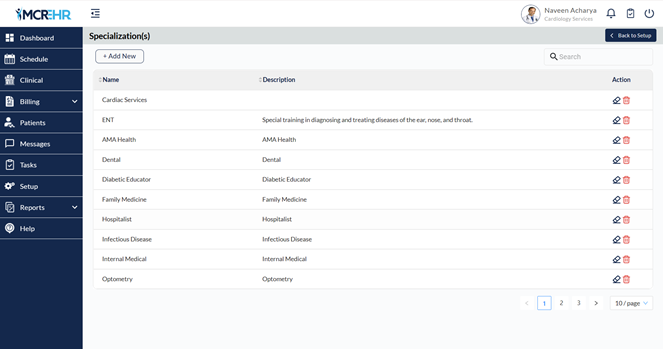 MCREHR
Naveen Acharya
Cardiology Services
Dashboard
Schedule
Clinical
Billing
Patients
Messages
Tasks
Setup
Reports
Help
Specialization(s)
Back to Setup
+ Add New
Search
Name Description Action
Cardiac Services
ENT Special training in diagnosing and treating diseases of the ear, nose, and throat.
AMA Health AMA Health
Dental Dental
Diabetic Educator Diabetic Educator
Family Medicine Family Medicine
Hospitalist Hospitalist
Infectious Disease Infectious Disease
Internal Medical Internal Medical
Optometry Optometry
< 1 2 3 > 10 / page